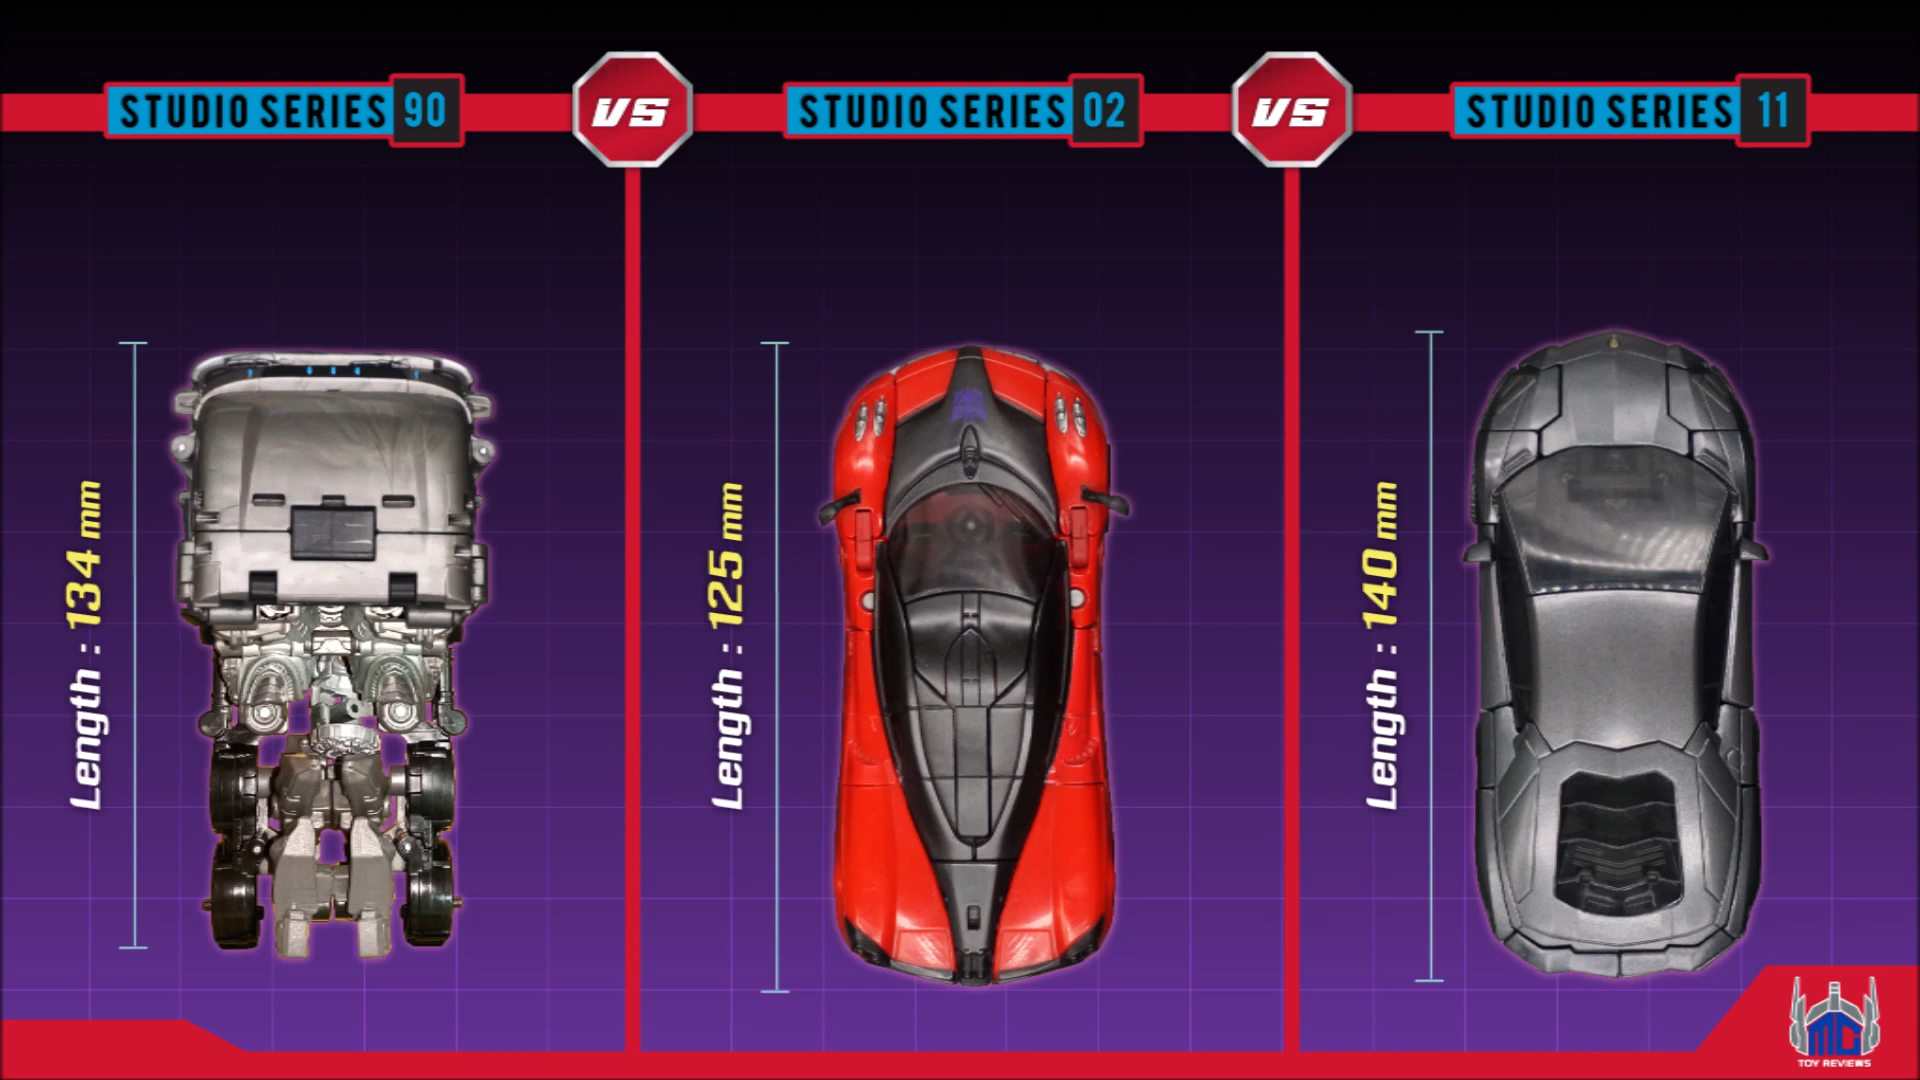 STUDIO SERIES 90
VS
STUDIO SERIES 02
VS
STUDIO SERIES 11
Length : 134 mm
Length : 125 mm
Length : 140 mm
MG
TOY REVIEWS